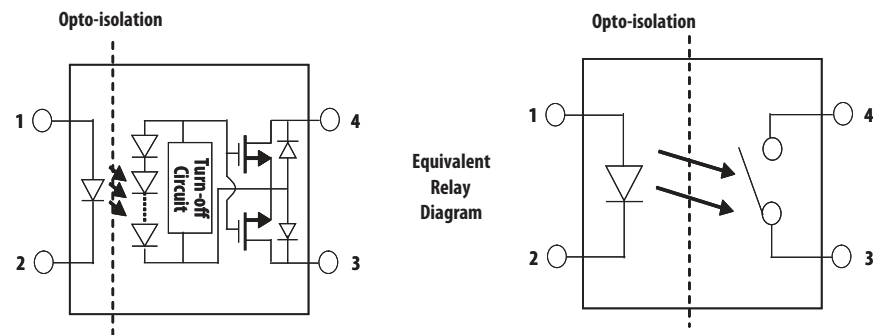 Opto-isolation
1
2
Turn-off
Circuit
4
3
Equivalent
Relay
Diagram
Opto-isolation
1
2
4
3